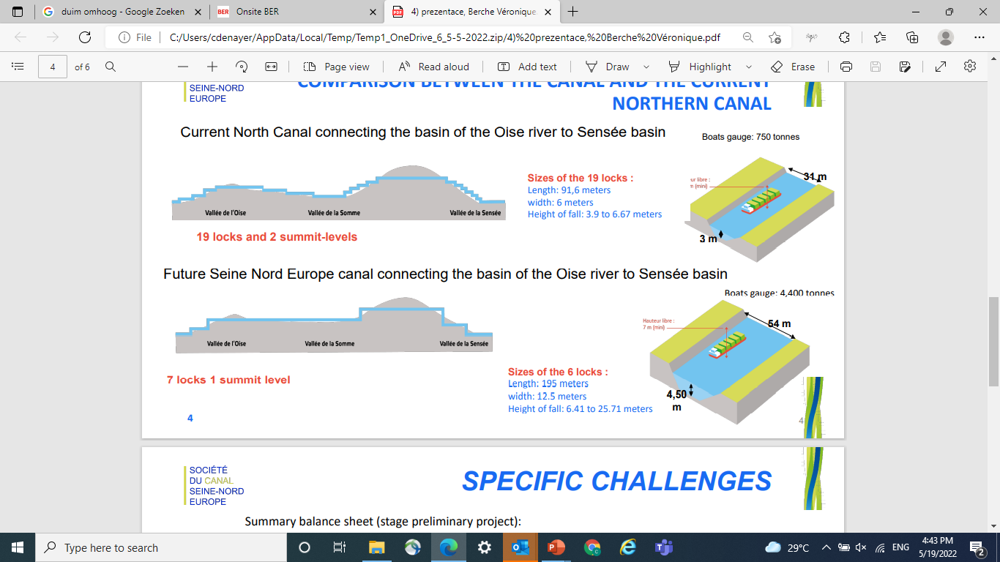 duim omhoog - Google Zoeken
BER Onsite BER
4) prezentace, Berche Véronique
File C:/Users/cdenayer/AppData/Local/Temp/Temp1_OneDrive_6_5-5-2022.zip/4)%20prezentace,%20Berche%20Véronique.pdf
4 of 6 Page view Read aloud Add text Draw Highlight Erase
SEINE-NORD
EUROPE
COMPARISON BETWEEN THE CANAL AND THE CURRENT
NORTHERN CANAL
Current North Canal connecting the basin of the Oise river to Sensée basin
Boats gauge: 750 tonnes
Vallée de l'Oise Vallée de la Somme Vallée de la Sensée
19 locks and 2 summit-levels
Sizes of the 19 locks :
Length: 91,6 meters
width: 6 meters
Height of fall: 3.9 to 6.67 meters
ur libre :
(mini)
31 m
3 m
Future Seine Nord Europe canal connecting the basin of the Oise river to Sensée basin
Boats gauge: 4,400 tonnes
Vallée de l'Oise Vallée de la Somme Vallée de la Sensée
7 locks 1 summit level
Sizes of the 6 locks :
Length: 195 meters
width: 12.5 meters
Height of fall: 6.41 to 25.71 meters
Hauteur libre :
7 m (mini)
54 m
4,50
m
4
4
SOCIÉTÉ
DU CANAL
SEINE-NORD
EUROPE
SPECIFIC CHALLENGES
Summary balance sheet (stage preliminary project):
Type here to search
29°C
ENG
4:43 PM
5/19/2022
2